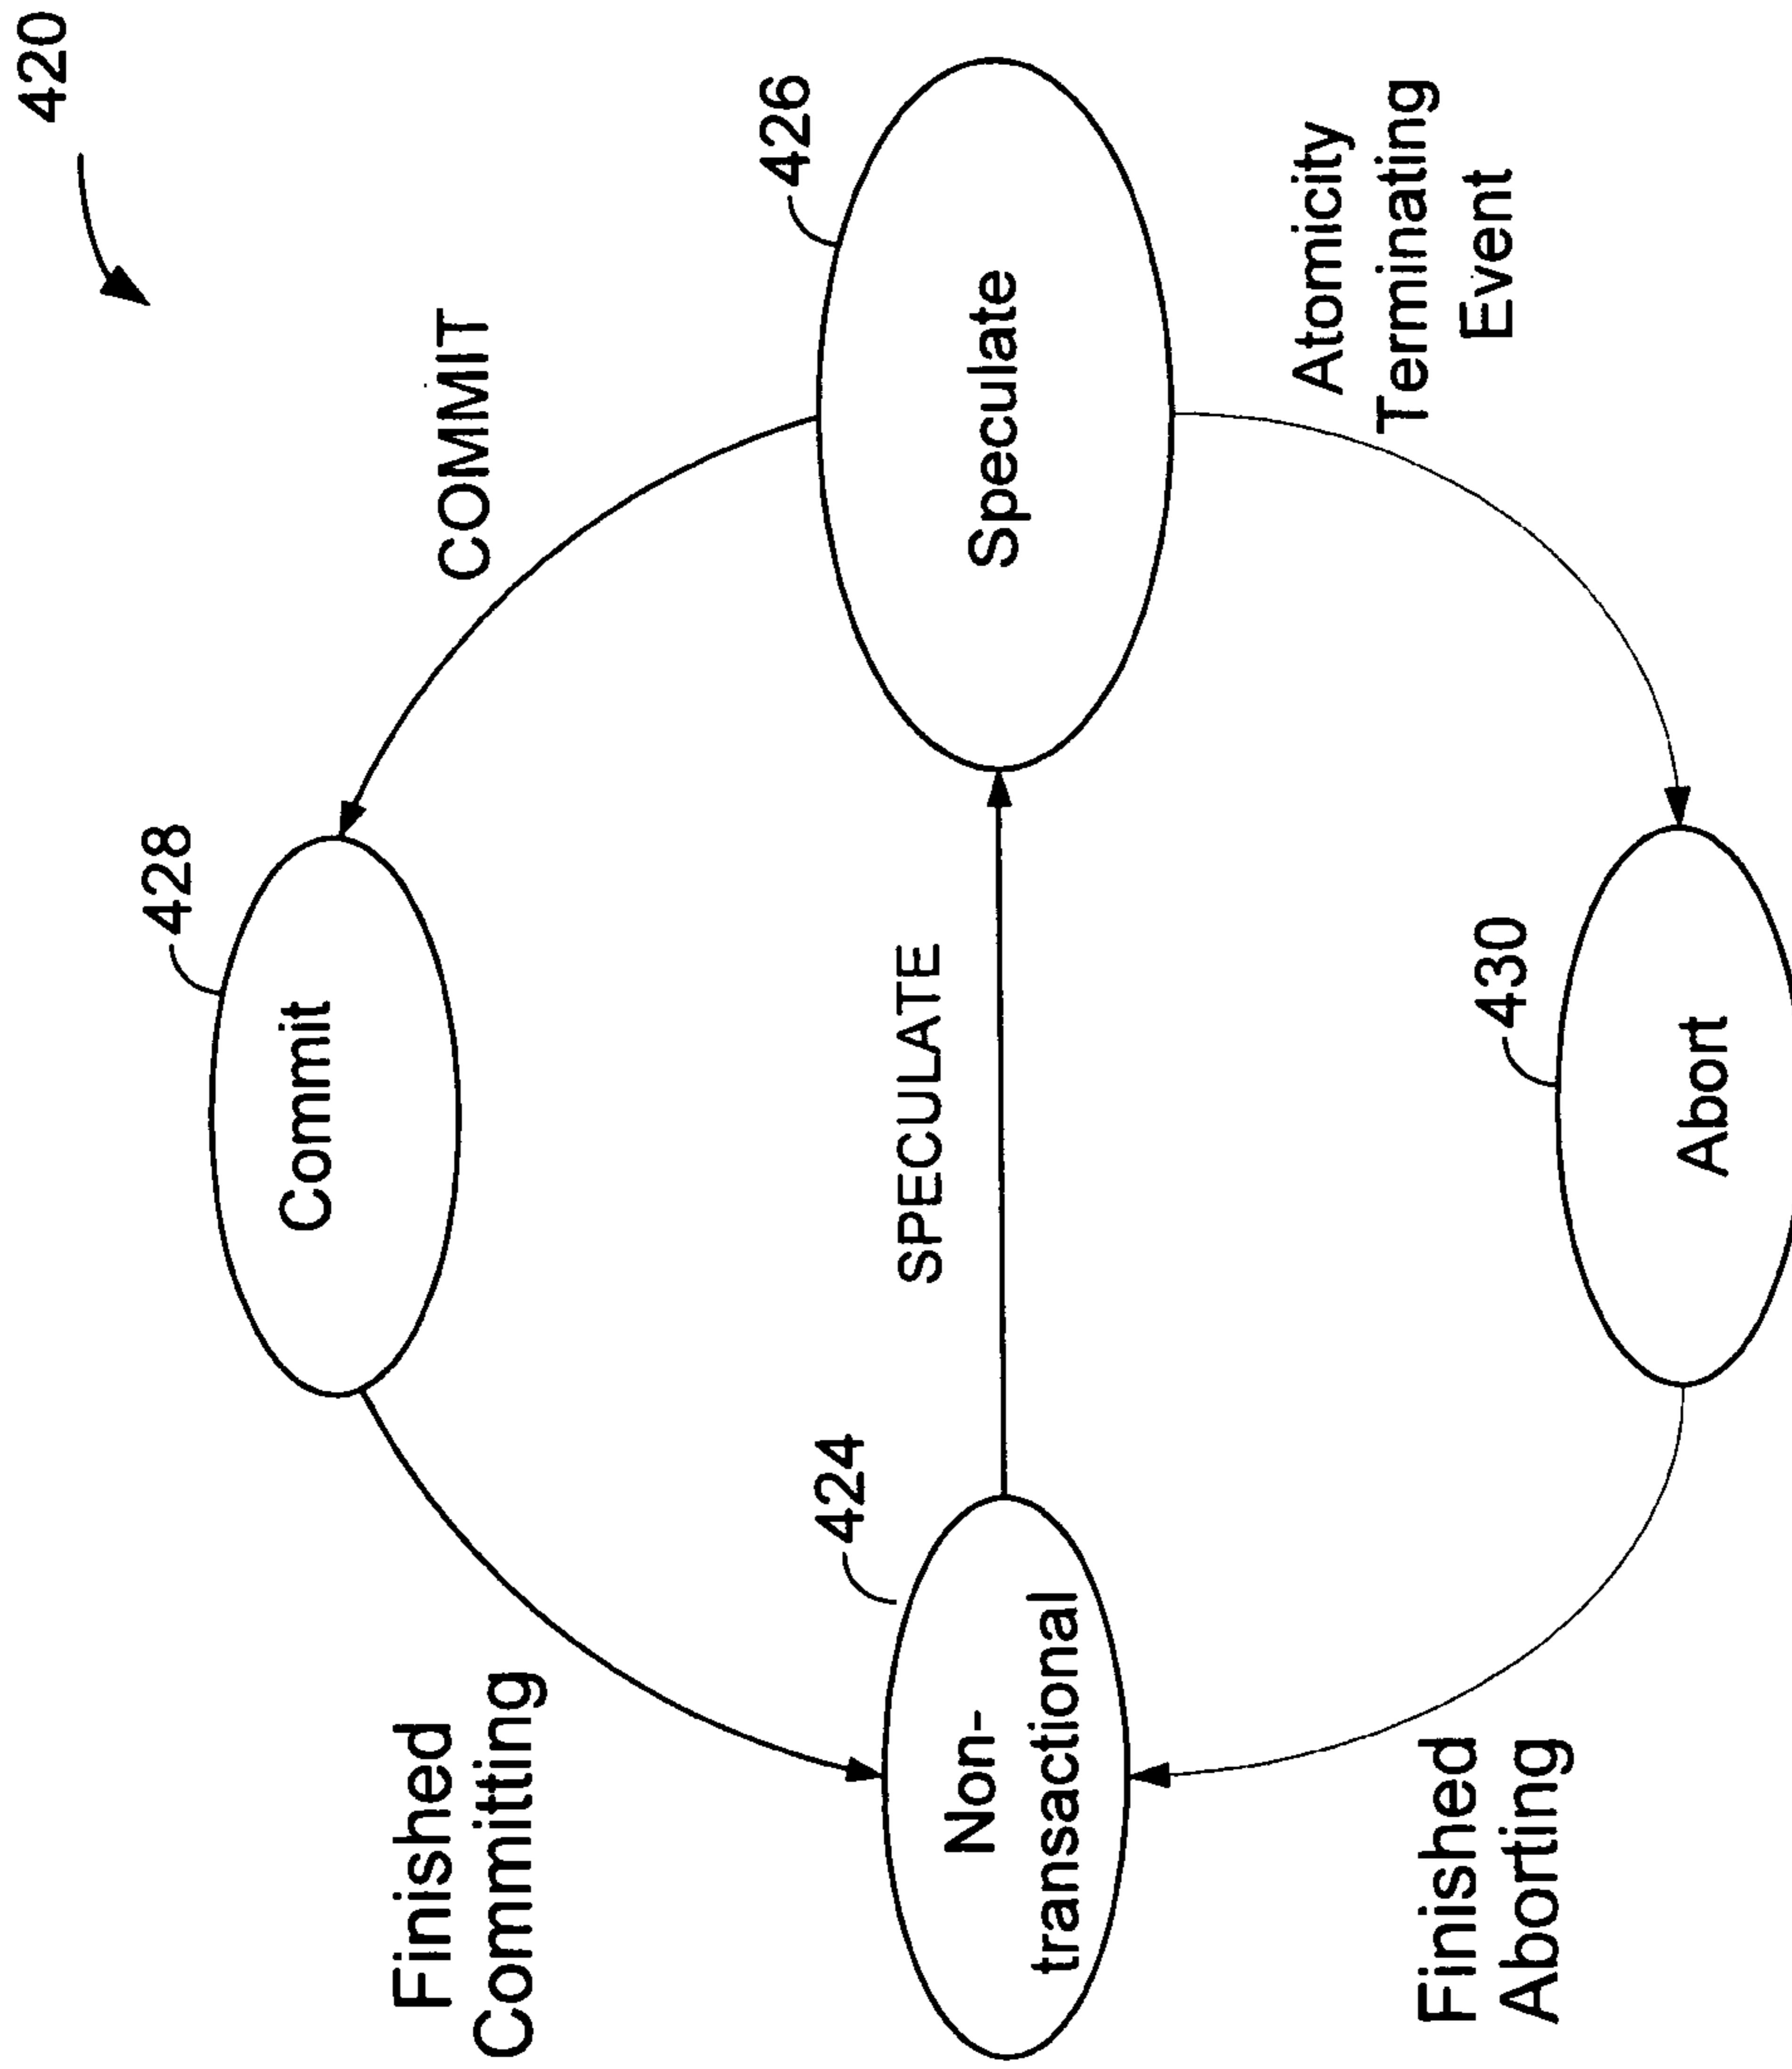 420
COMMIT
428
Commit
Finished
Committing
426
Speculate
SPECULATE
424
Non-
transactional
Atomicity
Terminating
Event
430
Abort
Finished
Aborting